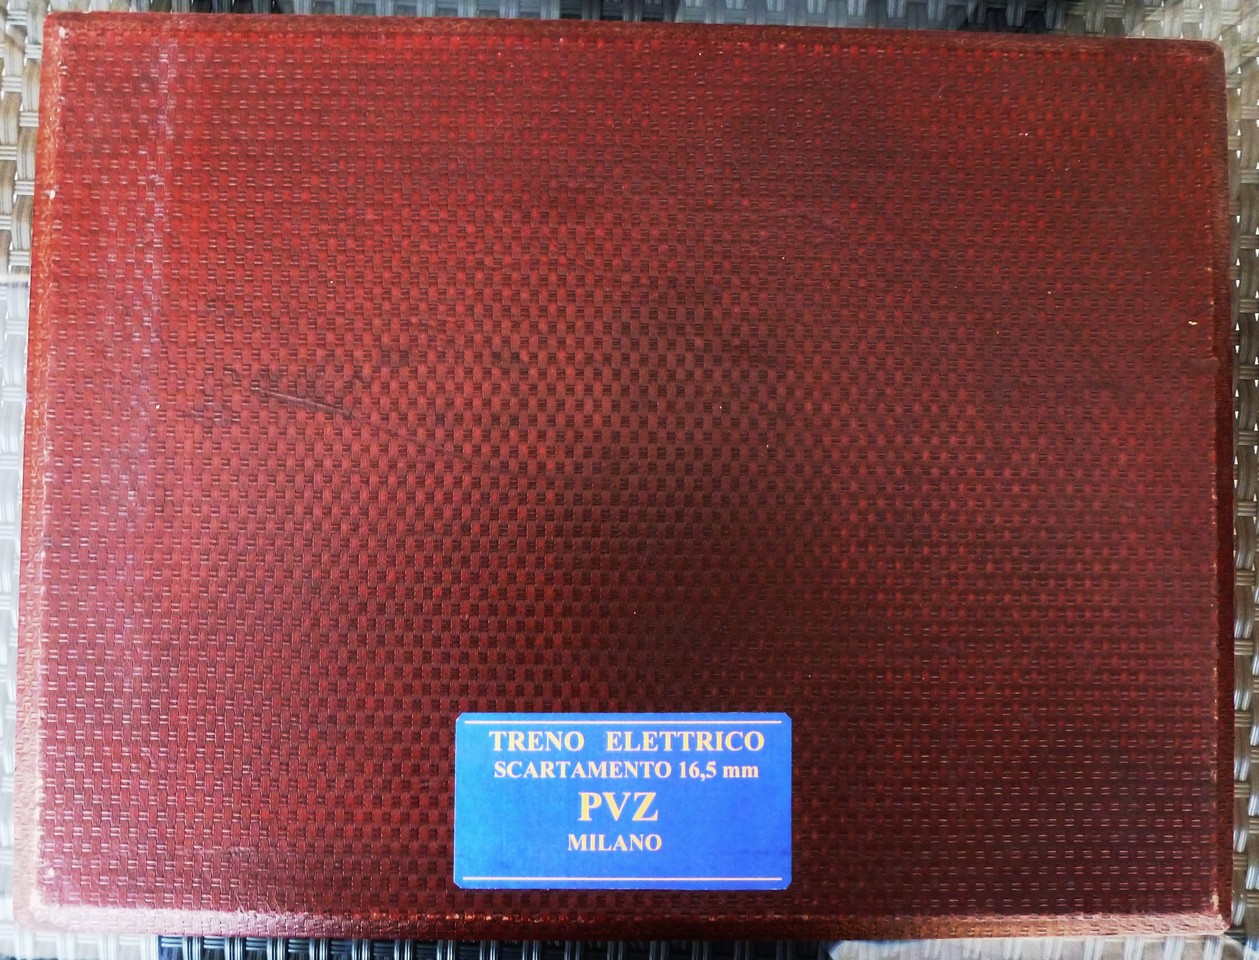 TRENO ELETTRICO
SCARTAMENTO 16,5 mm
PVZ
MILANO